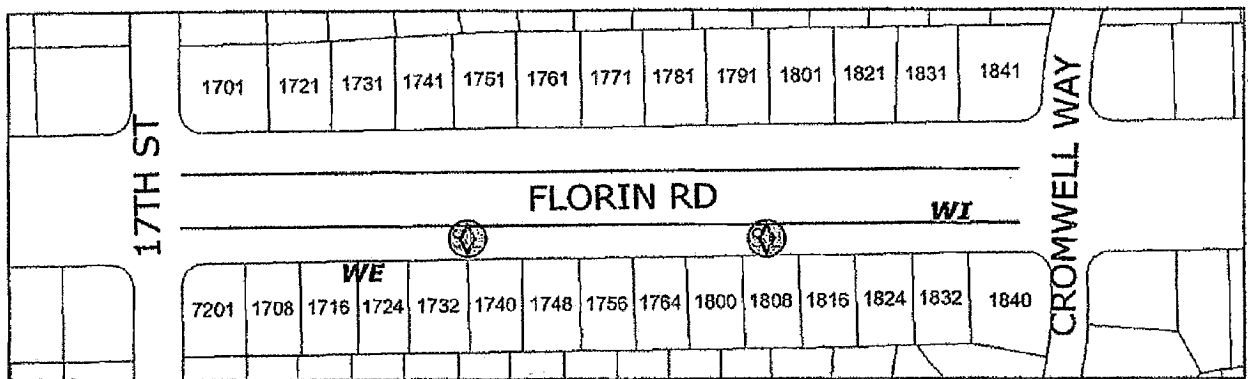 1701 1721 1731 1741 1751 1761 1771 1781 1791 1801 1821 1831 1841
17TH ST
FLORIN RD
WI
CROMWELL WAY
WE
7201 1708 1716 1724 1732 1740 1748 1756 1764 1800 1808 1816 1824 1832 1840